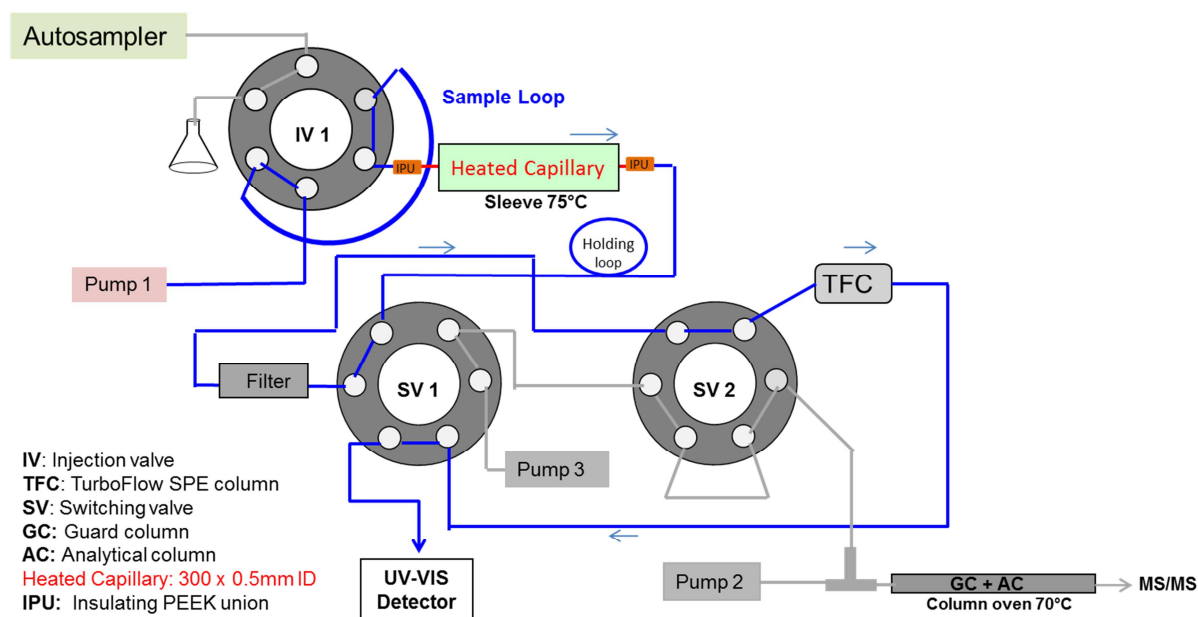 Autosampler
IV 1
Sample Loop
IPU
Heated Capillary
IPU
Sleeve 75°C
Holding
loop
Pump 1
TFC
Filter
SV 1
SV 2
Pump 3
IV: Injection valve
TFC: TurboFlow SPE column
SV: Switching valve
GC: Guard column
AC: Analytical column
Heated Capillary: 300 x 0.5mm ID
IPU: Insulating PEEK union
UV-VIS
Detector
Pump 2
GC + AC
MS/MS
Column oven 70°C